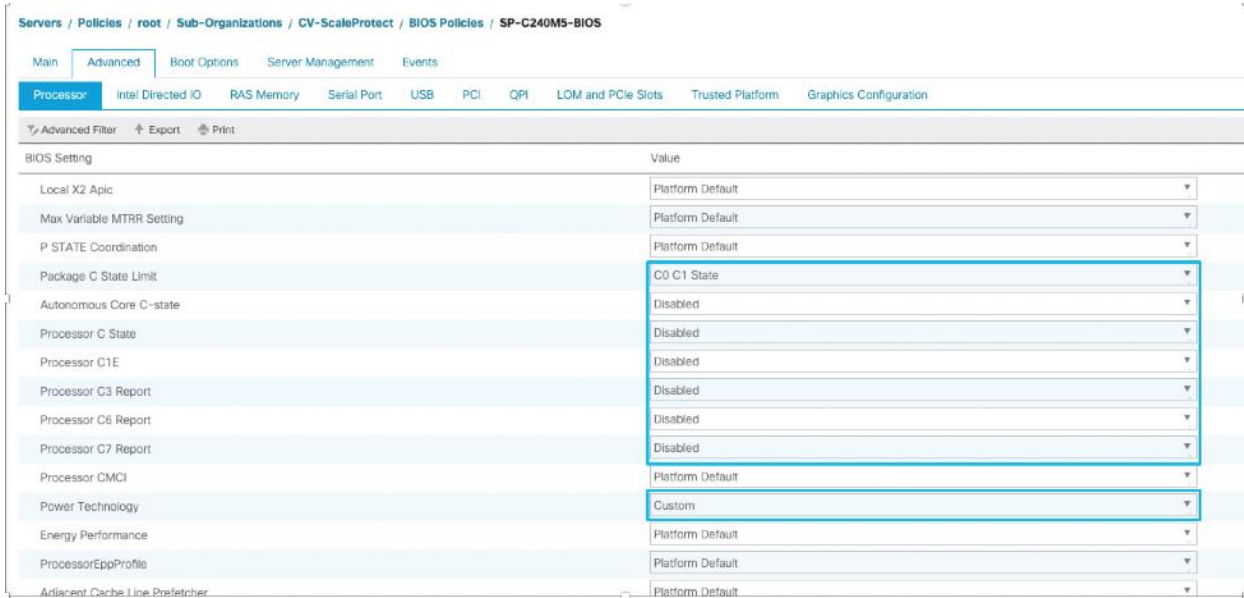 Servers / Policies / root / Sub-Organizations / CV-ScaleProtect / BIOS Policies / SP-C240M5-BIOS
Main Advanced Boot Options Server Management Events
Processor Intel Directed IO RAS Memory Serial Port USB PCI QPI LOM and PCIe Slots Trusted Platform Graphics Configuration
Advanced Filter Export Print
BIOS Setting Value
Local X2 Apic Platform Default
Max Variable MTRR Setting Platform Default
P STATE Coordination Platform Default
Package C State Limit C0 C1 State
Autonomous Core C-state Disabled
Processor C State Disabled
Processor C1E Disabled
Processor C3 Report Disabled
Processor C6 Report Disabled
Processor C7 Report Disabled
Processor CMCI Platform Default
Power Technology Custom
Energy Performance Platform Default
ProcessorEppProfile Platform Default
Adjacent Cache Line Prefetcher Platform Default